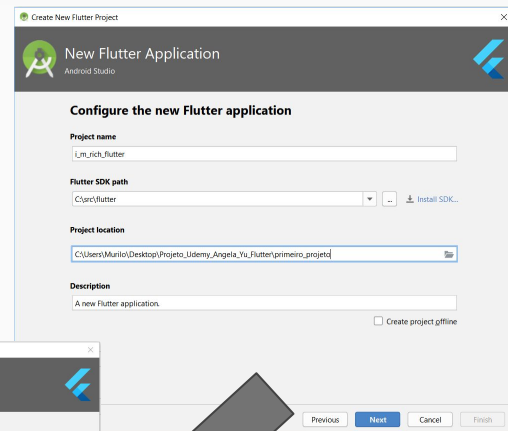 Create New Flutter Project
New Flutter Application
Android Studio
Configure the new Flutter application
Project name
i_m_rich_flutter
Flutter SDK path
C:\src\flutter
... Install SDK...
Project location
C:\Users\Murilo\Desktop\Projeto_Udemy_Angela_Yu_Flutter\primeiro_projeto
Description
A new Flutter application.
Create project offline
Previous Next Cancel Finish